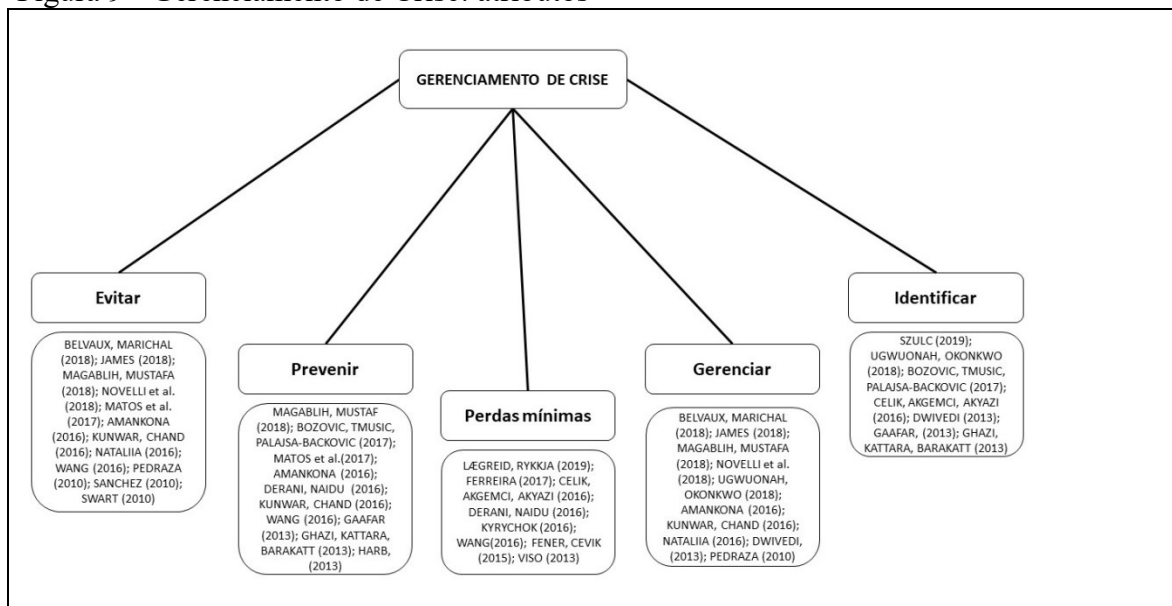 GERENCIAMENTO DE CRISE
Evitar
BELVAUX, MARICHAL
(2018); JAMES (2018);
MAGABLIH, MUSTAFA
(2018); NOVELLI et al.
(2018); MATOS et al.
(2017); AMANKONA
(2016); KUNWAR, CHAND
(2016); NATALIIA (2016);
WANG (2016); PEDRAZA
(2010); SANCHEZ (2010);
SWART (2010)
Prevenir
MAGABLIH, MUSTAF
(2018); BOZOVIC, TMUSIC,
PALAJSA-BACKOVIC (2017);
MATOS et al.(2017);
AMANKONA (2016);
DERANI, NAIDU (2016);
KUNWAR, CHAND (2016);
WANG (2016); GAAFAR
(2013); GHAZI, KATTARA,
BARAKATT (2013); HARB,
(2013)
Perdas mínimas
LÆGREID, RYKKJA (2019);
FERREIRA (2017); CELIK,
AKGEMCI, AKYAZI (2016);
DERANI, NAIDU (2016);
KYRYCHOK (2016);
WANG(2016); FENER, CEVIK
(2015); VISO (2013)
Gerenciar
BELVAUX, MARICHAL
(2018); JAMES (2018);
MAGABLIH, MUSTAFA
(2018); NOVELLI et al.
(2018); UGWUONAH,
OKONKWO (2018);
AMANKONA (2016);
KUNWAR, CHAND (2016);
NATALIIA (2016); DWIVEDI,
(2013); PEDRAZA (2010)
Identificar
SZULC (2019);
UGWUONAH, OKONKWO
(2018); BOZOVIC, TMUSIC,
PALAJSA-BACKOVIC (2017);
CELIK, AKGEMCI, AKYAZI
(2016); DWIVEDI (2013);
GAAFAR, (2013); GHAZI,
KATTARA, BARAKATT (2013)